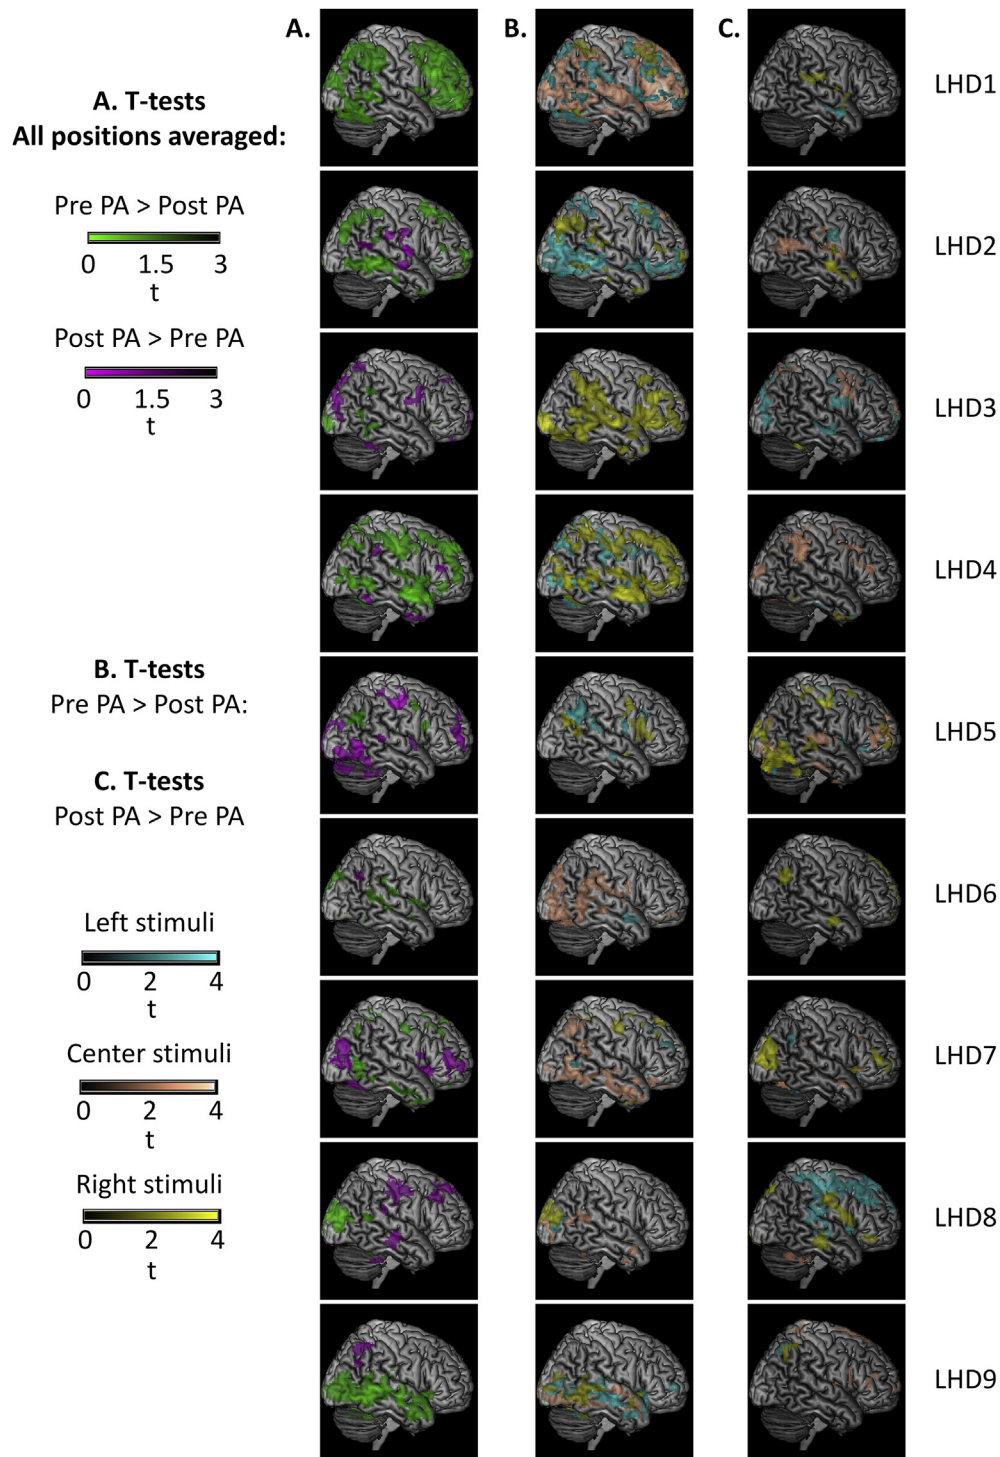 A.
B.
C.
A. T-tests
All positions averaged:
Pre PA > Post PA
0 1.5 3
t
Post PA > Pre PA
0 1.5 3
t
B. T-tests
Pre PA > Post PA:
C. T-tests
Post PA > Pre PA
Left stimuli
0 2 4
t
Center stimuli
0 2 4
t
Right stimuli
0 2 4
t
LHD1
LHD2
LHD3
LHD4
LHD5
LHD6
LHD7
LHD8
LHD9